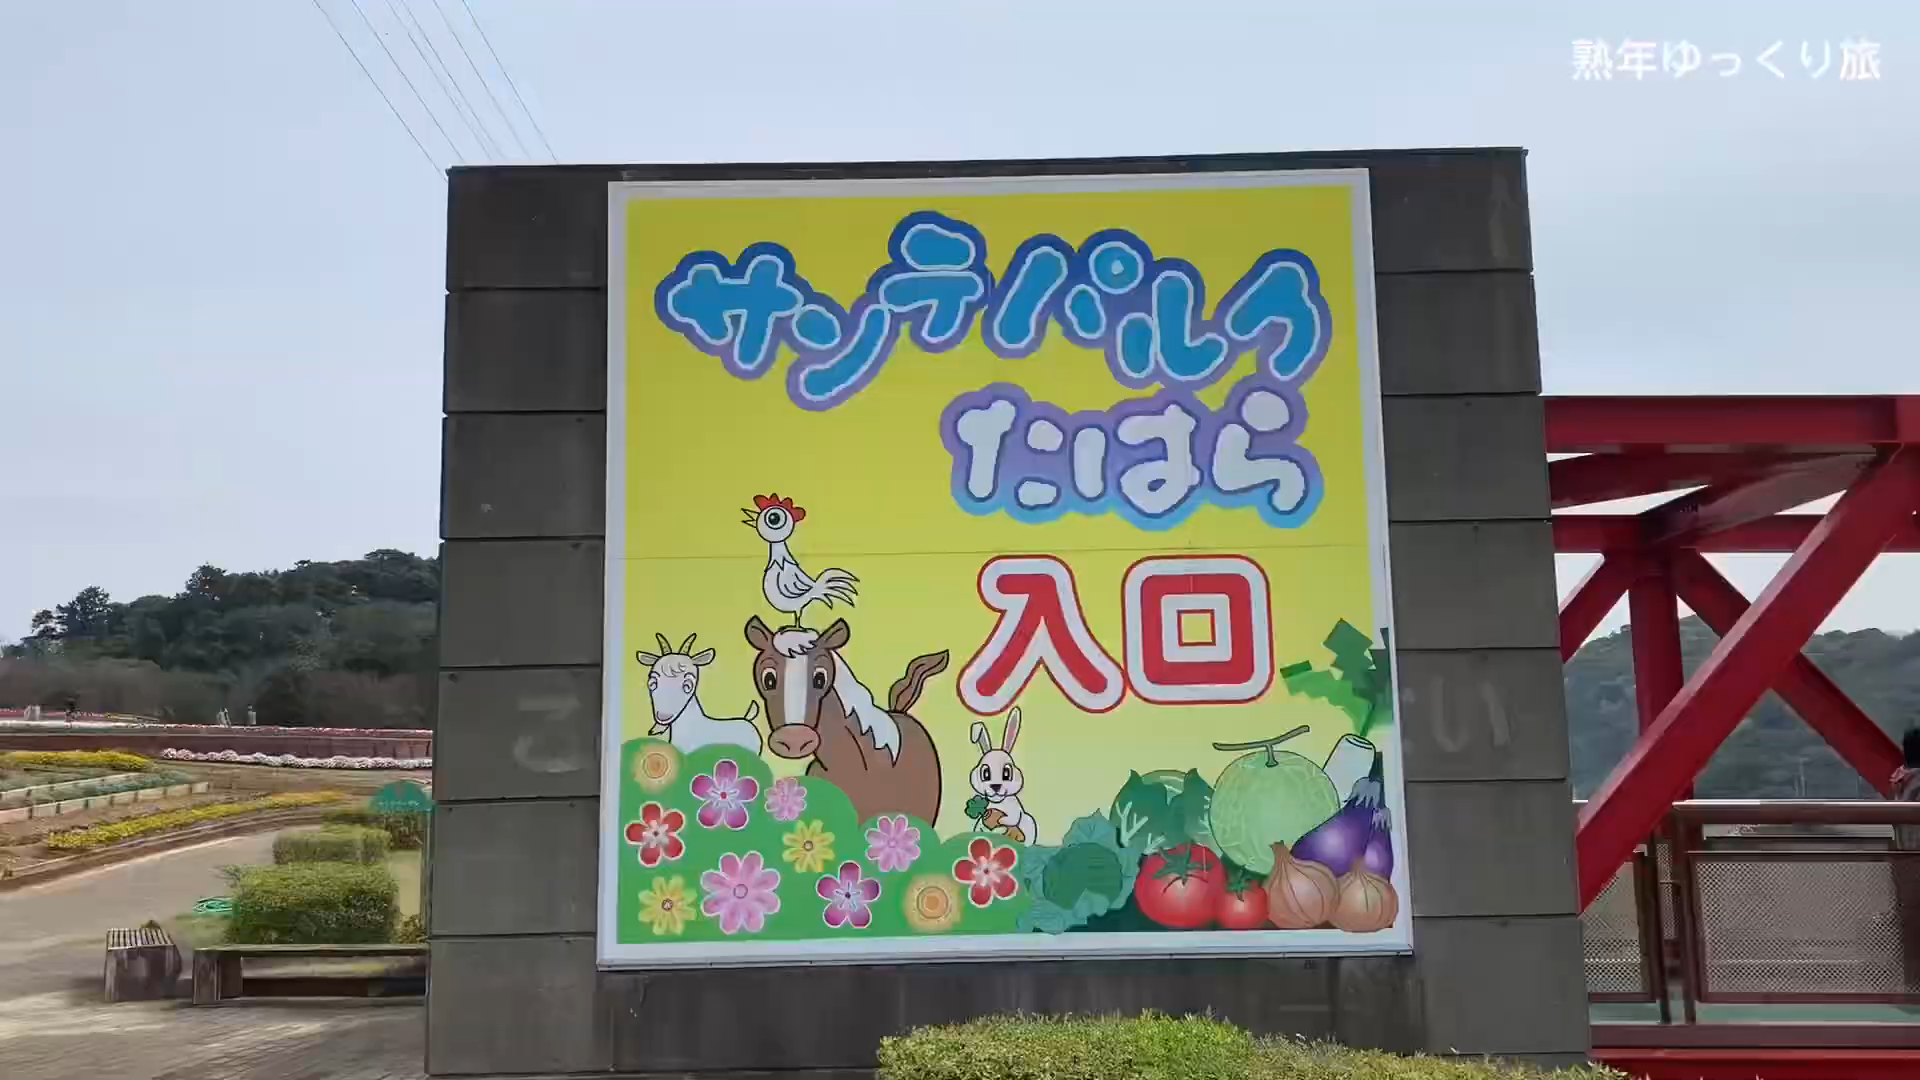 熟年ゆっくり旅
サンテパルク
たはら
入口